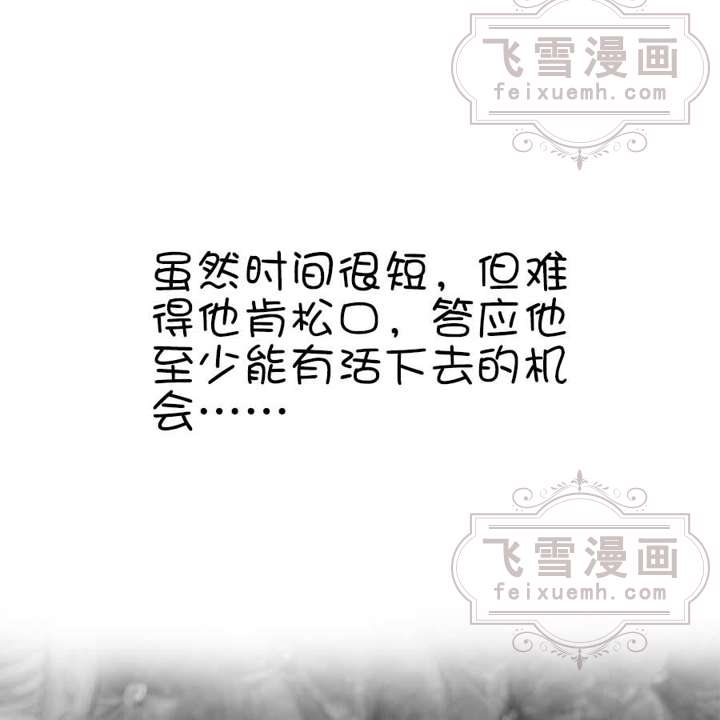 飞雪漫画
feixuemh.com
虽然时间很短，但难
得他肯松口，答应他
至少能有活下去的机
会……
飞雪漫画
feixuemh.com